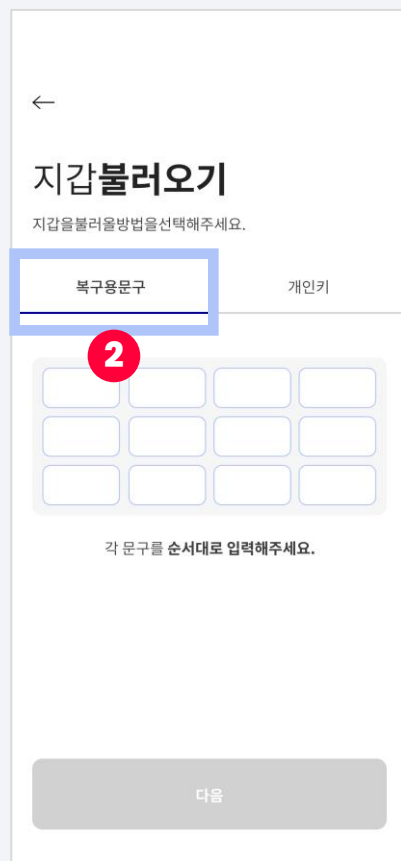 ←
지갑불러오기
지갑을불러올방법을선택해주세요.
복구용문구 개인키
2
각 문구를 순서대로 입력해주세요.
다음